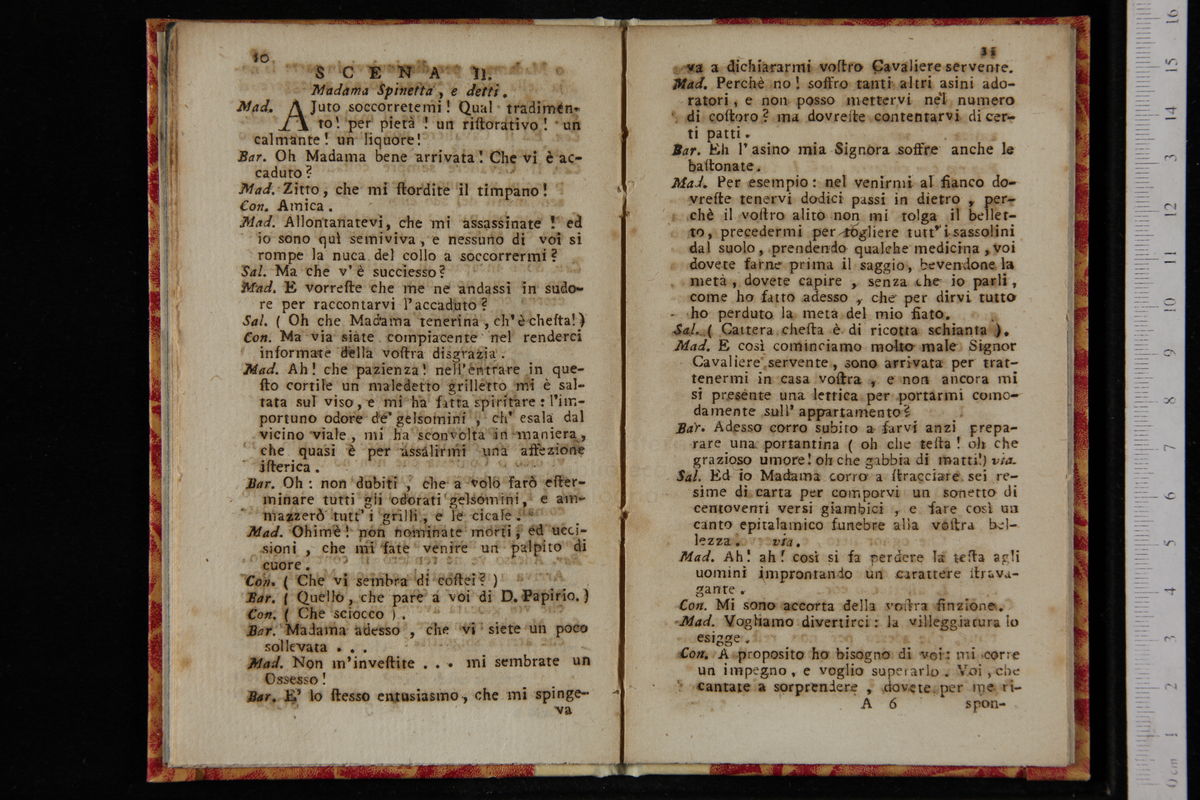 10
SCENA II.
Madama Spinetta, e detti.
Mad. AJuto soccorretemi! Qual tradimen-
to! per pietà! un riſtorativo! un
calmante! un liquore!
Bar. Oh Madama bene arrivata! Che vi è ac-
caduto?
Mad. Zitto, che mi ſtordite il timpano!
Con. Amica.
Mad. Allontanatevi, che mi assassinate! ed
io sono quì semiviva, e nessuno di voi si
rompe la nuca del collo a soccorrermi?
Sal. Ma che v'è succiesso?
Mad. E vorreſte che me ne andassi in sudo-
re per raccontarvi l'accaduto?
Sal. (Oh che Madama tenerina, ch'è cheſta!)
Con. Ma via siate compiacente nel renderci
informate della voſtra disgrazia.
Mad. Ah! che pazienza! nell'entrare in que-
ſto cortile un maledetto grilletto mi è sal-
tata sul viso, e mi ha fatta spiritare: l'im-
portuno odore de' gelsomini, ch' esala dal
vicino viale, mi ha sconvolta in maniera,
che quasi è per assalirmi una affezione
iſterica.
Bar. Oh: non dubiti, che a volo farò eſter-
minare tutti gli odorati gelsomini, e am-
mazzerò tutt' i grilli, e le cicale.
Mad. Ohimè! non nominate morti, ed ucci-
sioni, che mi fate venire un palpito di
cuore.
Con. (Che vi sembra di coſtei?)
Bar. (Quello, che pare a voi di D. Papirio.)
Con. (Che sciocco).
Bar. Madama adesso, che vi siete un poco
sollevata...
Mad. Non m'inveſtite... mi sembrate un
Ossesso!
Bar. E' lo ſtesso entusiasmo, che mi spinge-
va
11
va a dichiararmi voſtro Cavaliere servente.
Mad. Perchè no! soffro tanti altri asini ado-
ratori, e non posso mettervi nel numero
di coſtoro? ma dovreſte contentarvi di cer-
ti patti.
Bar. Eh l'asino mia Signora soffre anche le
baſtonate.
Mad. Per esempio: nel venirmi al fianco do-
vreſte tenervi dodici passi in dietro, per-
chè il voſtro alito non mi tolga il bellet-
to, precedermi per togliere tutt' i sassolini
dal suolo, prendendo qualche medicina, voi
dovete farne prima il saggio, bevendone la
metà, dovete capire, senza che io parli,
come ho fatto adesso, che per dirvi tutto
ho perduto la metà del mio fiato.
Sal. (Cattera cheſta è di ricotta schianta).
Mad. E così cominciamo molto male Signor
Cavaliere servente, sono arrivata per trat-
tenermi in casa voſtra, e non ancora mi
si presente una lettica per portarmi como-
damente sull' appartamento?
Bar. Adesso corro subito a farvi anzi prepa-
rare una portantina (oh che teſta! oh che
grazioso umore! oh che gabbia di matti!) via.
Sal. Ed io Madama corro a ſtracciare sei re-
sime di carta per comporvi un sonetto di
centoventi versi giambici, e fare così un
canto epitalamico funebre alla voſtra bel-
lezza. via.
Mad. Ah! ah! così si fa perdere la teſta agli
uomini improntando un carattere ſtrava-
gante.
Con. Mi sono accorta della voſtra finzione.
Mad. Vogliamo divertirci: la villeggiatura lo
esigge.
Con. A proposito ho bisogno di voi: mi corre
un impegno, e voglio superarlo. Voi, che
cantate a sorprendere, dovete per me ri-
A 6 spon-
16
15
14
13
12
11
10
9
8
7
6
5
4
3
2
1
0 cm